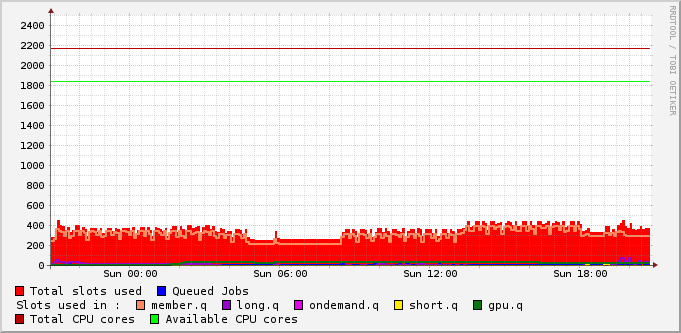 2400
2200
2000
1800
1600
1400
1200
1000
800
600
400
200
0
Sun 00:00 Sun 06:00 Sun 12:00 Sun 18:00
Total slots used Queued Jobs
Slots used in : member.q long.q ondemand.q short.q gpu.q
Total CPU cores Available CPU cores
RRDTOOL / TOBI OETIKER